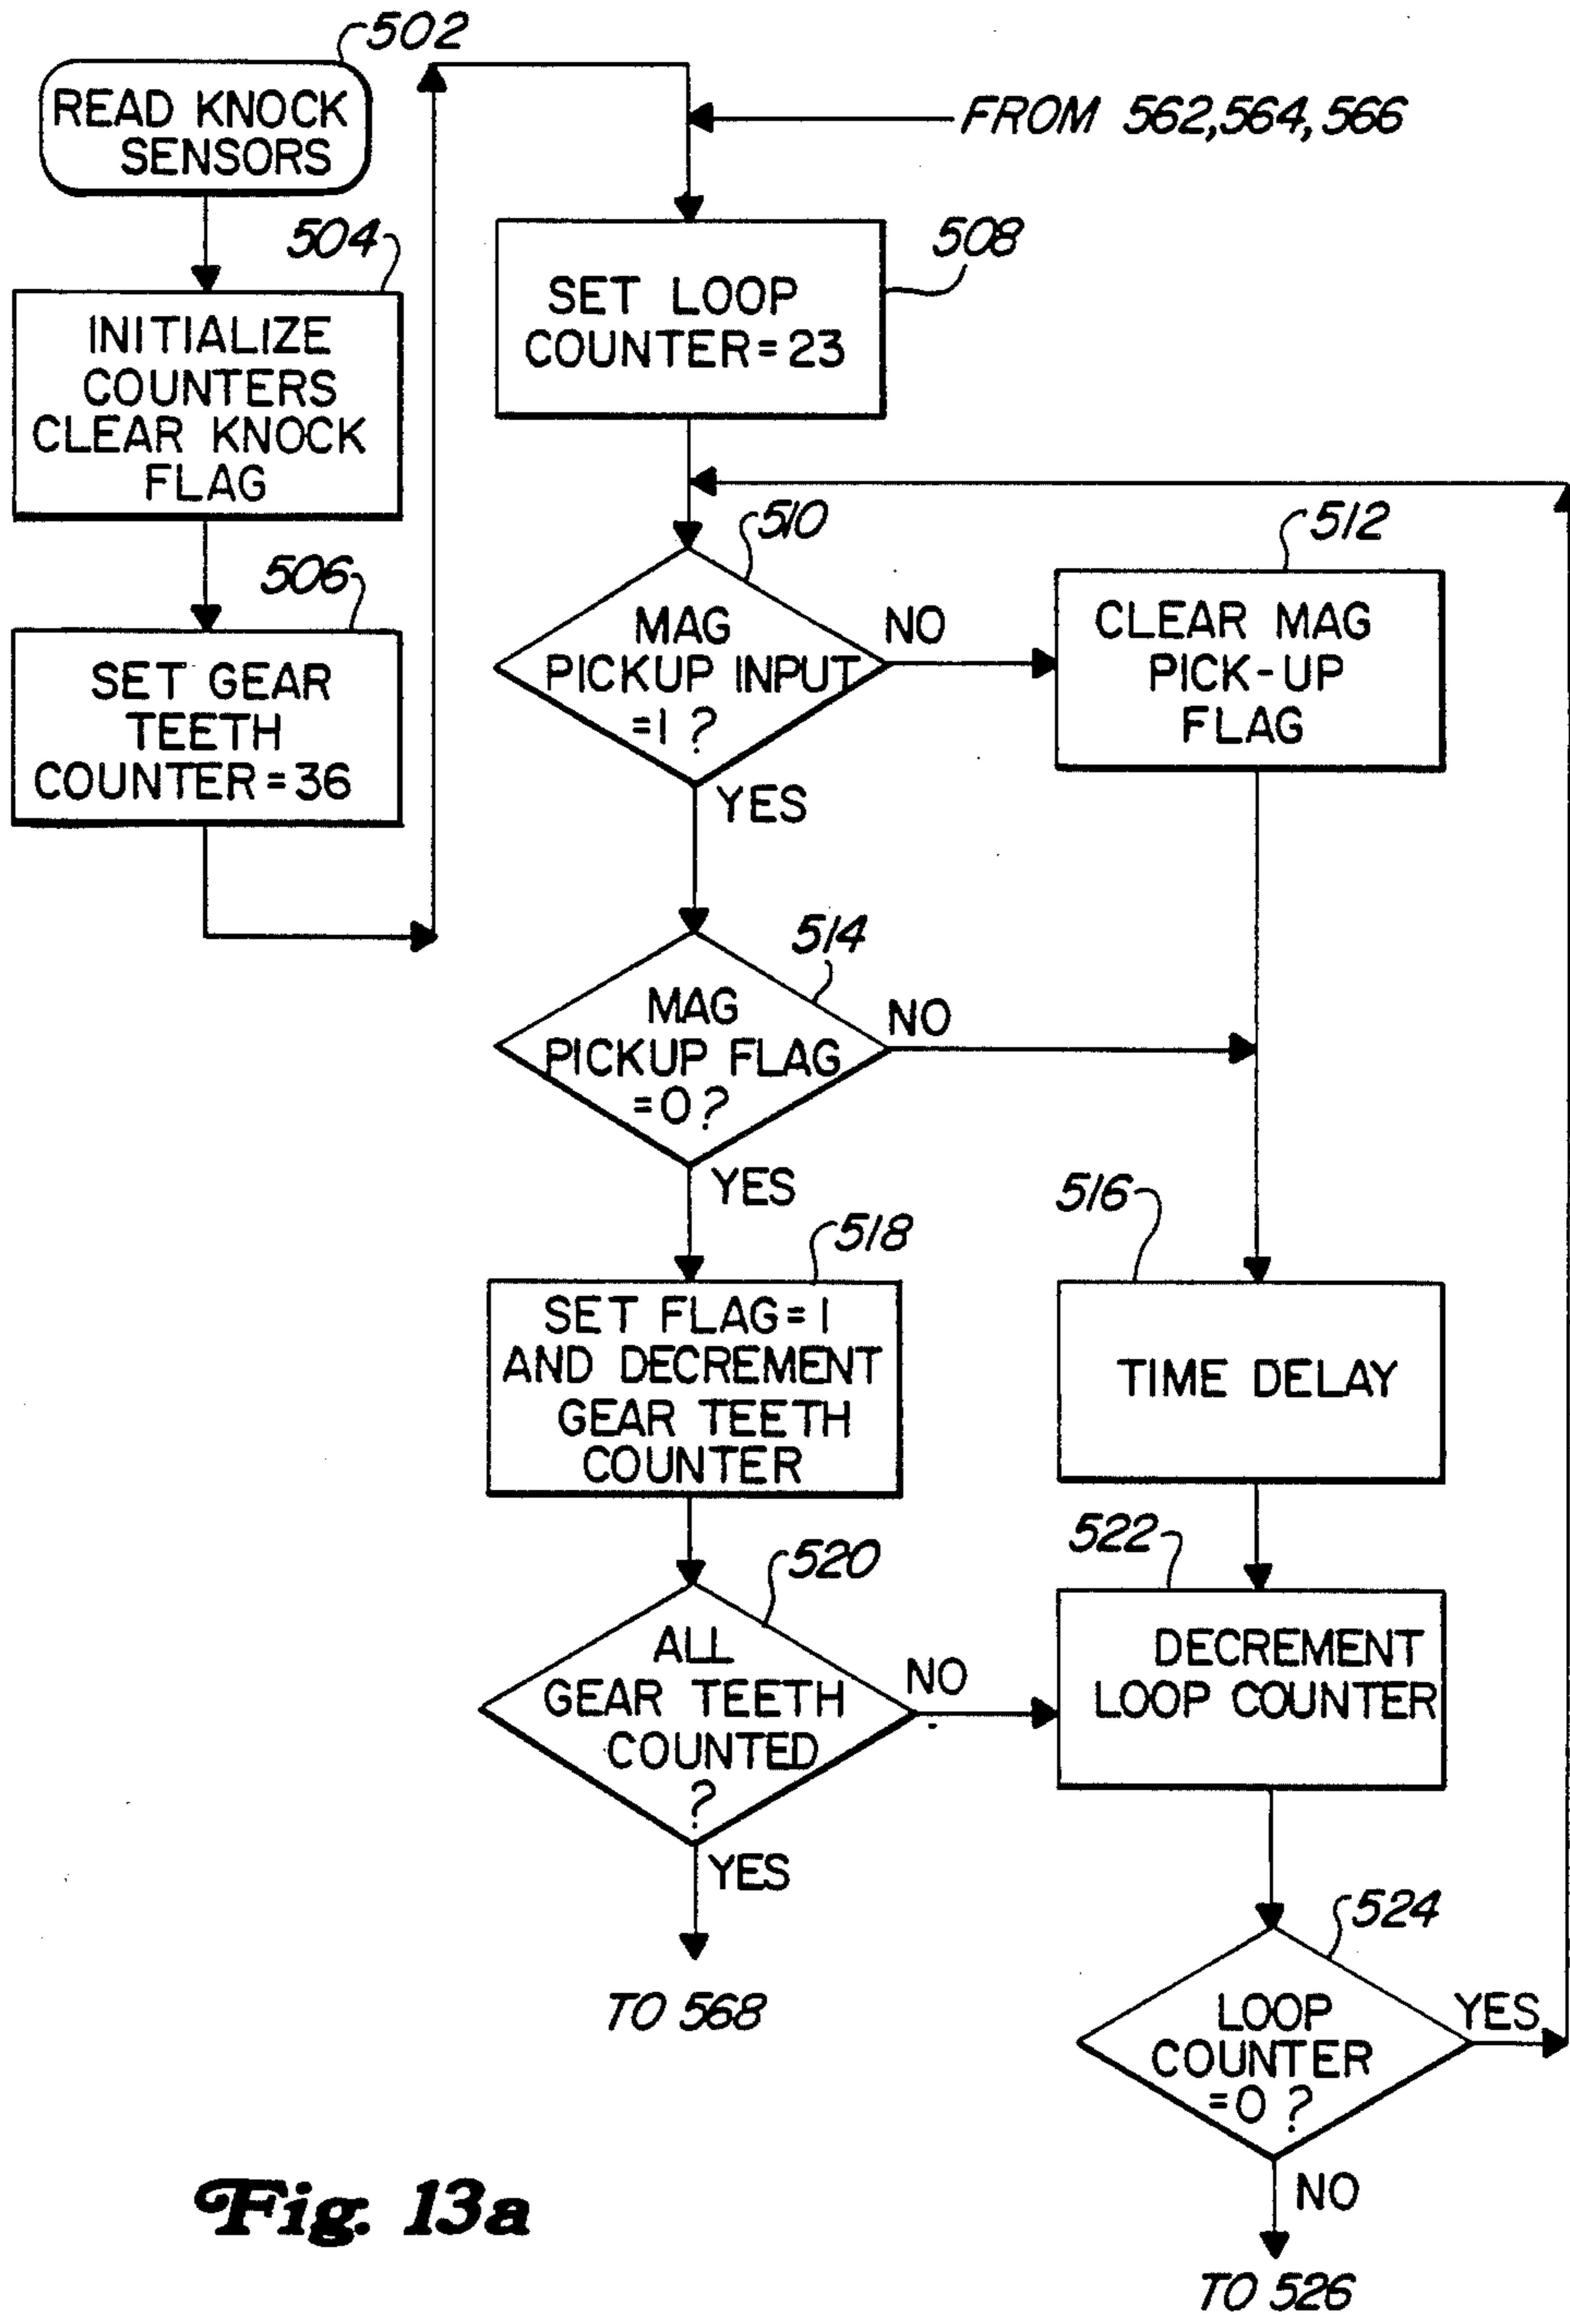 502
READ KNOCK
SENSORS
504
INITIALIZE
COUNTERS
CLEAR KNOCK
FLAG
506
SET GEAR
TEETH
COUNTER=36
FROM 562,564,566
508
SET LOOP
COUNTER=23
510
MAG
PICKUP INPUT
=1 ?
NO
YES
512
CLEAR MAG
PICK-UP
FLAG
514
MAG
PICKUP FLAG
=0?
NO
YES
516
TIME DELAY
518
SET FLAG=1
AND DECREMENT
GEAR TEETH
COUNTER
520
ALL
GEAR TEETH
COUNTED
?
NO
YES
TO 568
522
DECREMENT
LOOP COUNTER
524
LOOP
COUNTER
=0 ?
YES
NO
TO 526
Fig. 13a